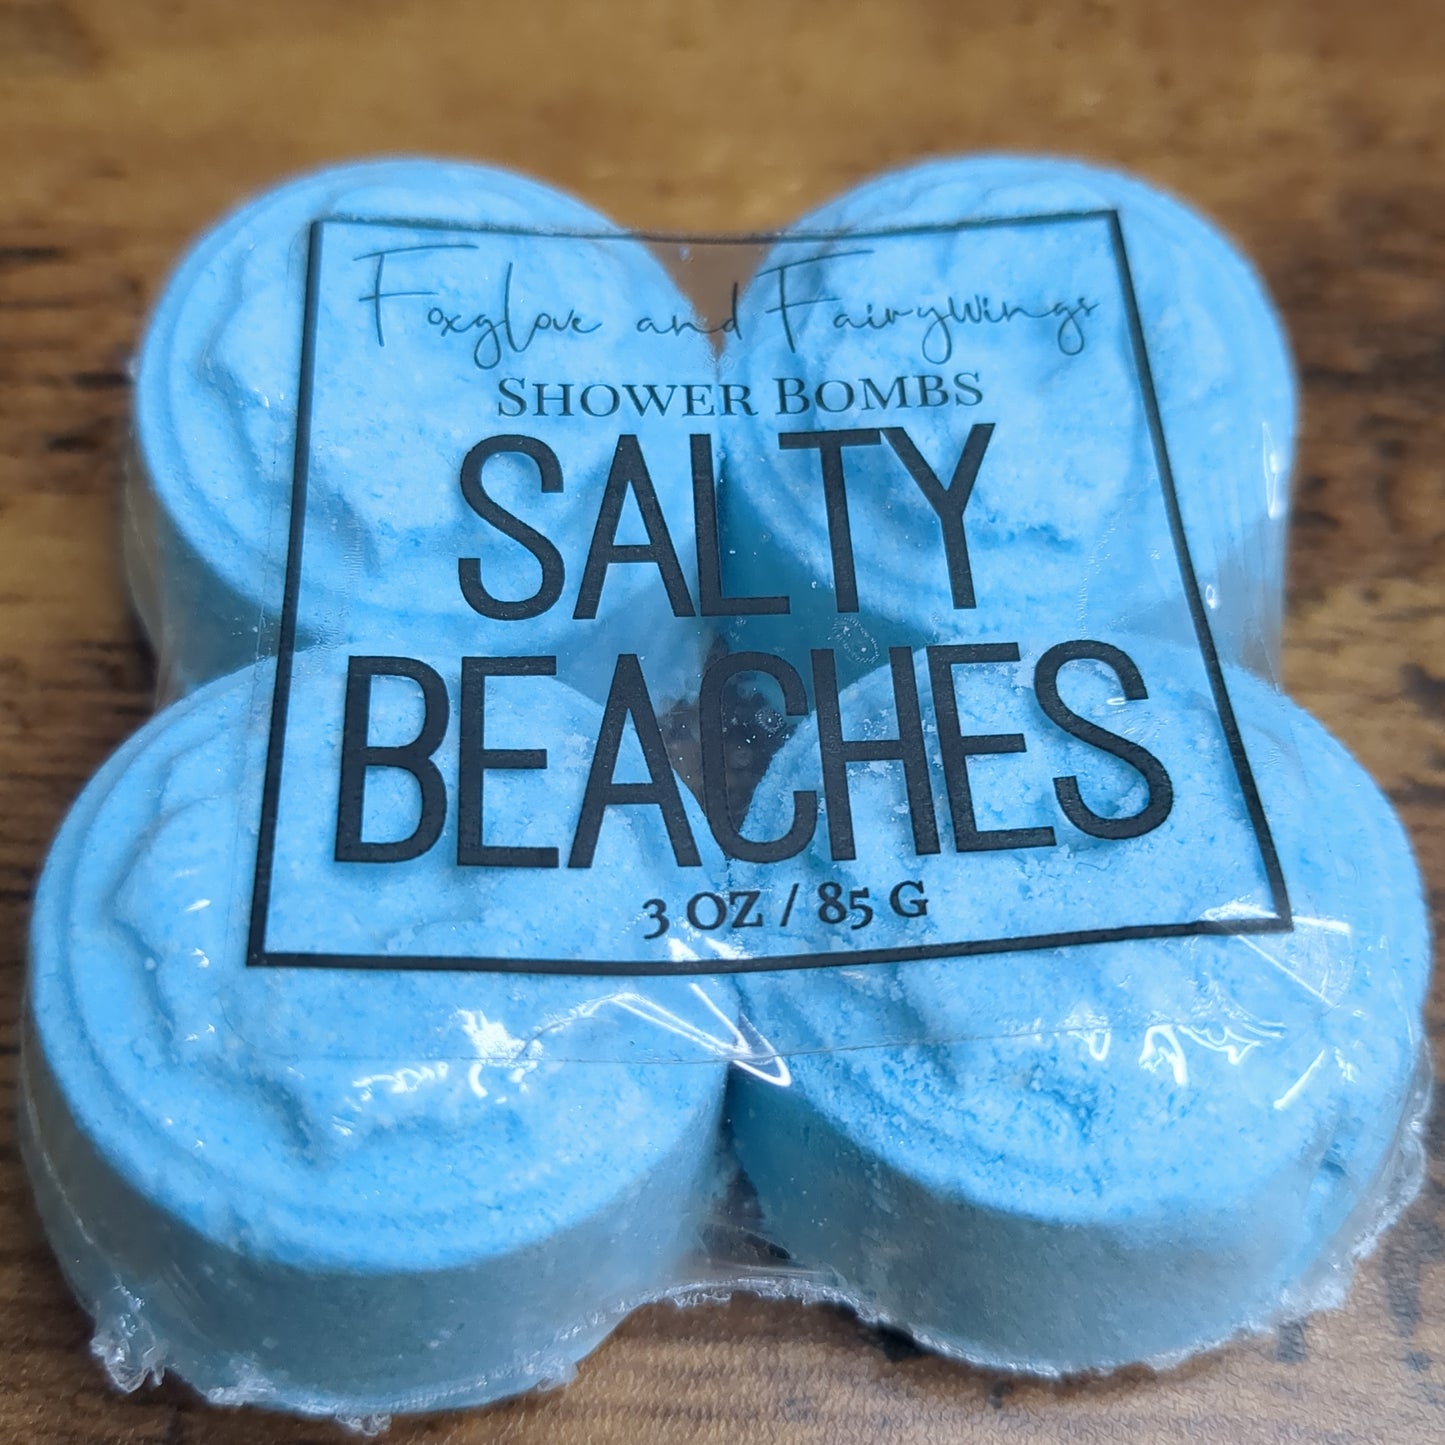 Foxglove and Fairywings
SHOWER BOMBS
SALTY
BEACHES
3 OZ / 85 G